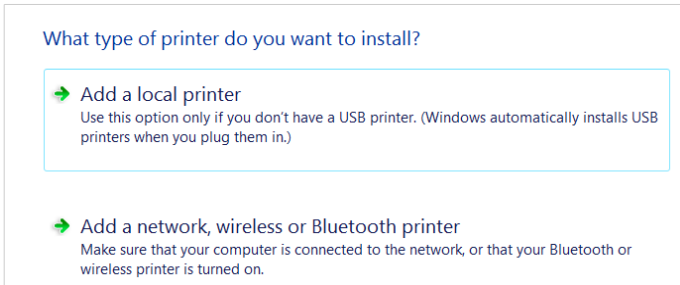 What type of printer do you want to install?
Add a local printer
Use this option only if you don't have a USB printer. (Windows automatically installs USB
printers when you plug them in.)
Add a network, wireless or Bluetooth printer
Make sure that your computer is connected to the network, or that your Bluetooth or
wireless printer is turned on.